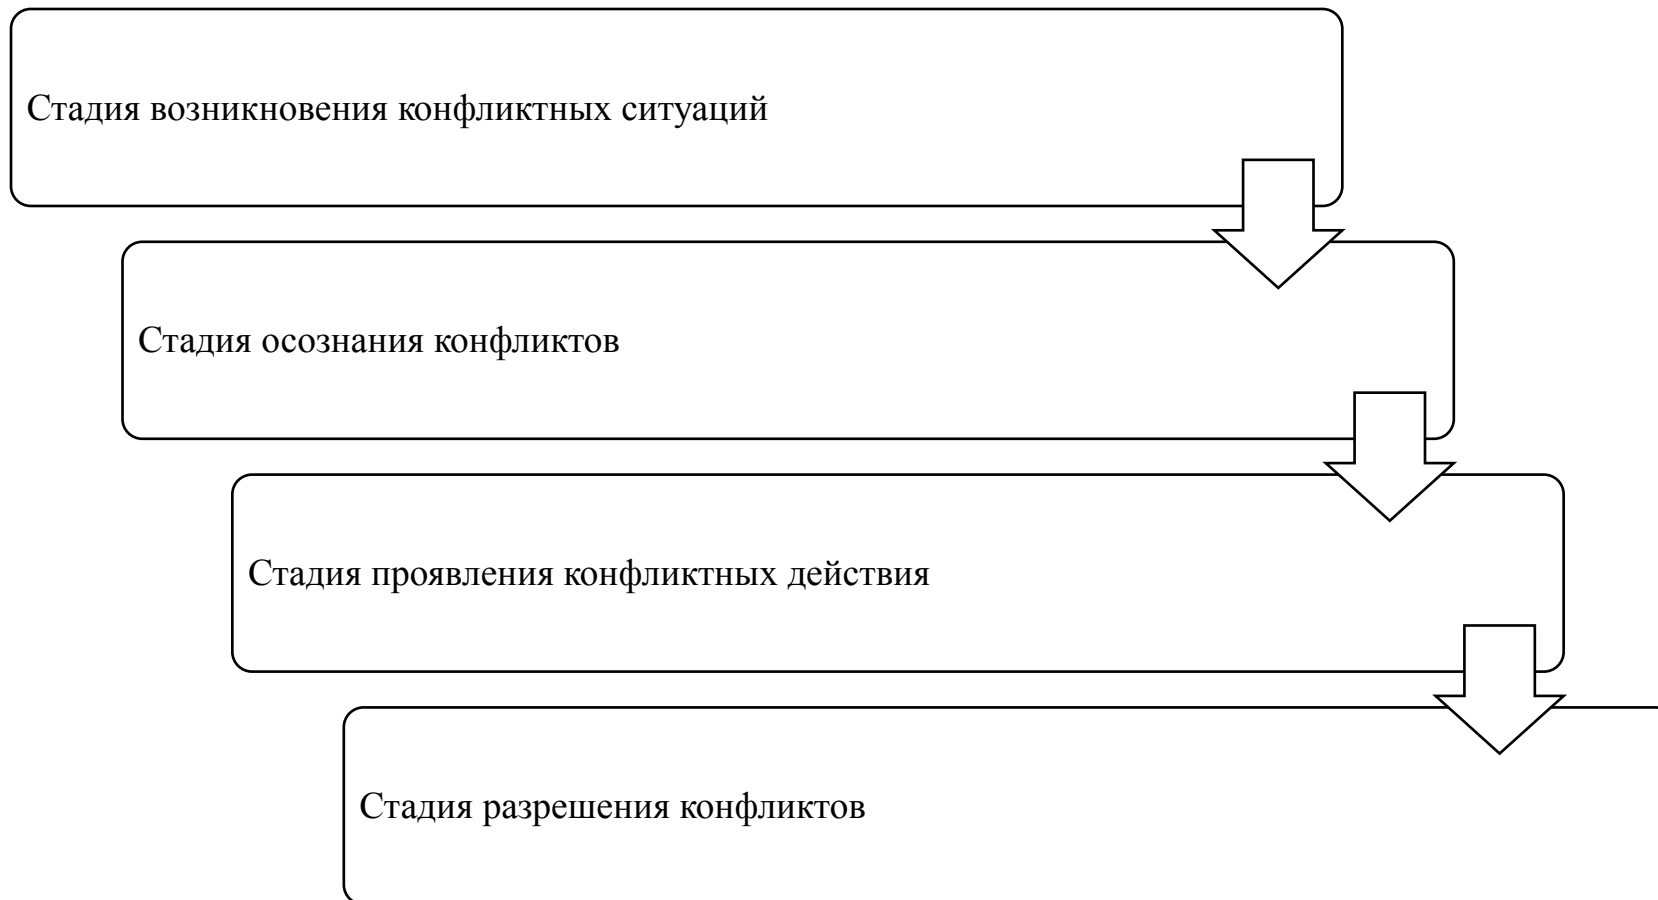 Стадия возникновения конфликтных ситуаций
Стадия осознания конфликтов
Стадия проявления конфликтных действия
Стадия разрешения конфликтов